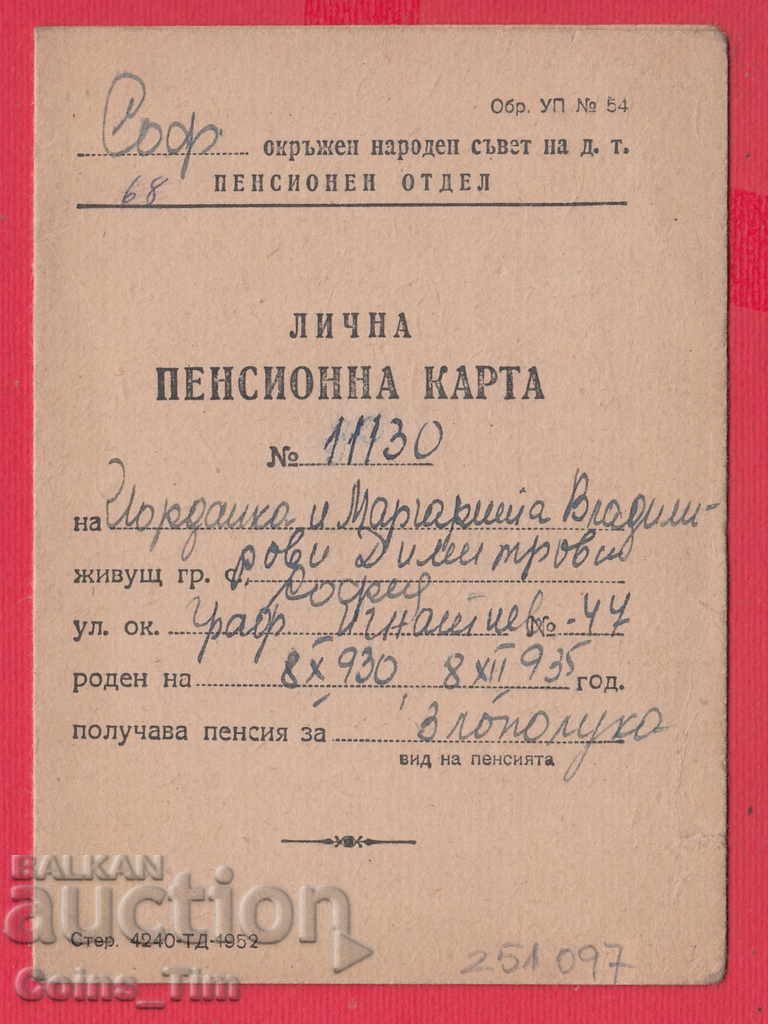 Обр. УП № 54
Соф. окръжен народен съвет на д. т.
68 ПЕНСИОНЕН ОТДЕЛ
ЛИЧНА
ПЕНСИОННА КАРТА
№ 11130
на Йорданка и Маргарита Владими-
рови Димитрови
живущ гр. с. София
ул. ок. Граф Игнатиев № 44
роден на 8 X 930, 8 XII 935 год.
получава пенсия за Злополука
вид на пенсията
BALKAN
auction
Стер. 4240-ТД-1952
Coins_Tim
251097